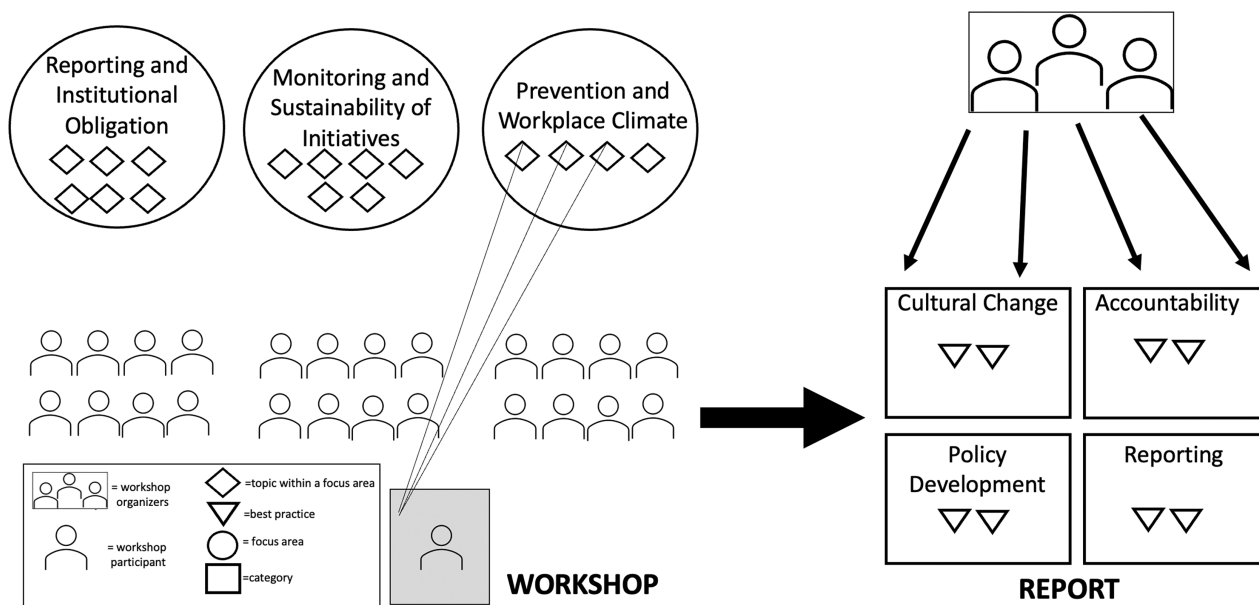 Reporting and
Institutional
Obligation
Monitoring and
Sustainability of
Initiatives
Prevention and
Workplace Climate
= workshop
organizers
= workshop
participant
=topic within a focus area
=best practice
= focus area
=category
WORKSHOP
Cultural Change
Accountability
Policy
Development
Reporting
REPORT